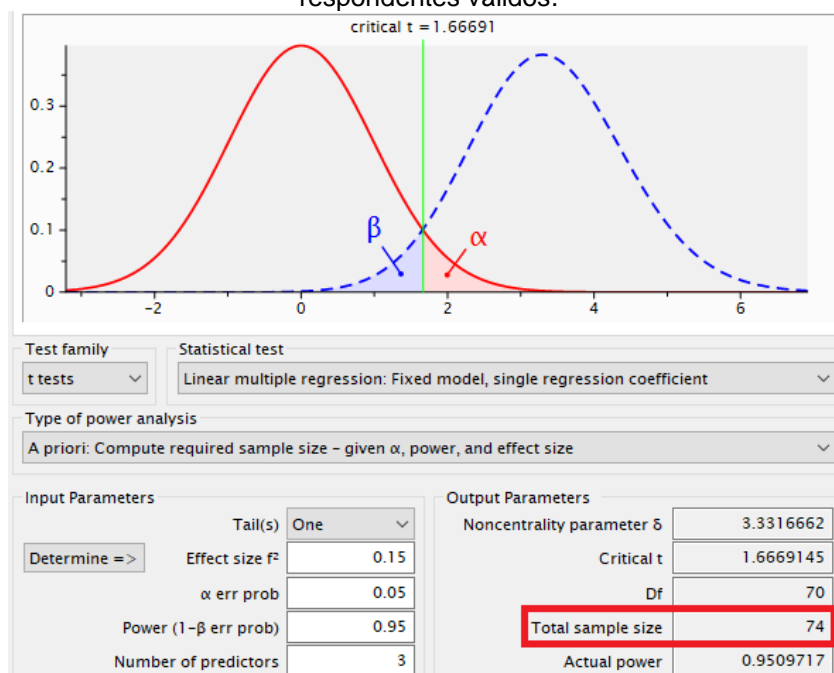 respondentes válidos.
critical t = 1.66691
0.3
0.2
0.1
0
β
α
-2
0
2
4
6
Test family
Statistical test
t tests
Linear multiple regression: Fixed model, single regression coefficient
Type of power analysis
A priori: Compute required sample size – given α, power, and effect size
Input Parameters
Output Parameters
Tail(s) One
Noncentrality parameter δ 3.3316662
Determine => Effect size f² 0.15
Critical t 1.6669145
α err prob 0.05
Df 70
Power (1-β err prob) 0.95
Total sample size 74
Number of predictors 3
Actual power 0.9509717